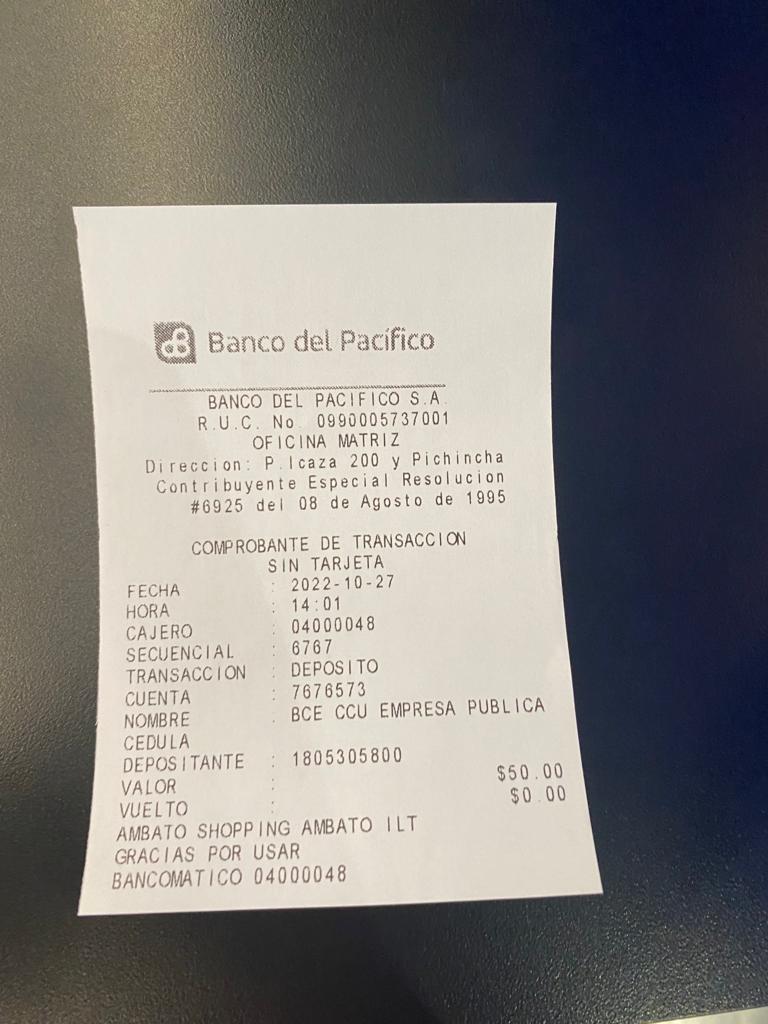 Banco del Pacífico
BANCO DEL PACIFICO S.A.
R.U.C. No. 0990005737001
OFICINA MATRIZ
Direccion: P.Icaza 200 y Pichincha
Contribuyente Especial Resolucion
#6925 del 08 de Agosto de 1995
COMPROBANTE DE TRANSACCION
SIN TARJETA
FECHA : 2022-10-27
HORA : 14:01
CAJERO : 04000048
SECUENCIAL : 6767
TRANSACCION : DEPOSITO
CUENTA : 7676573
NOMBRE : BCE CCU EMPRESA PUBLICA
CEDULA
DEPOSITANTE : 1805305800
VALOR : $50.00
VUELTO : $0.00
AMBATO SHOPPING AMBATO ILT
GRACIAS POR USAR
BANCOMATICO 04000048